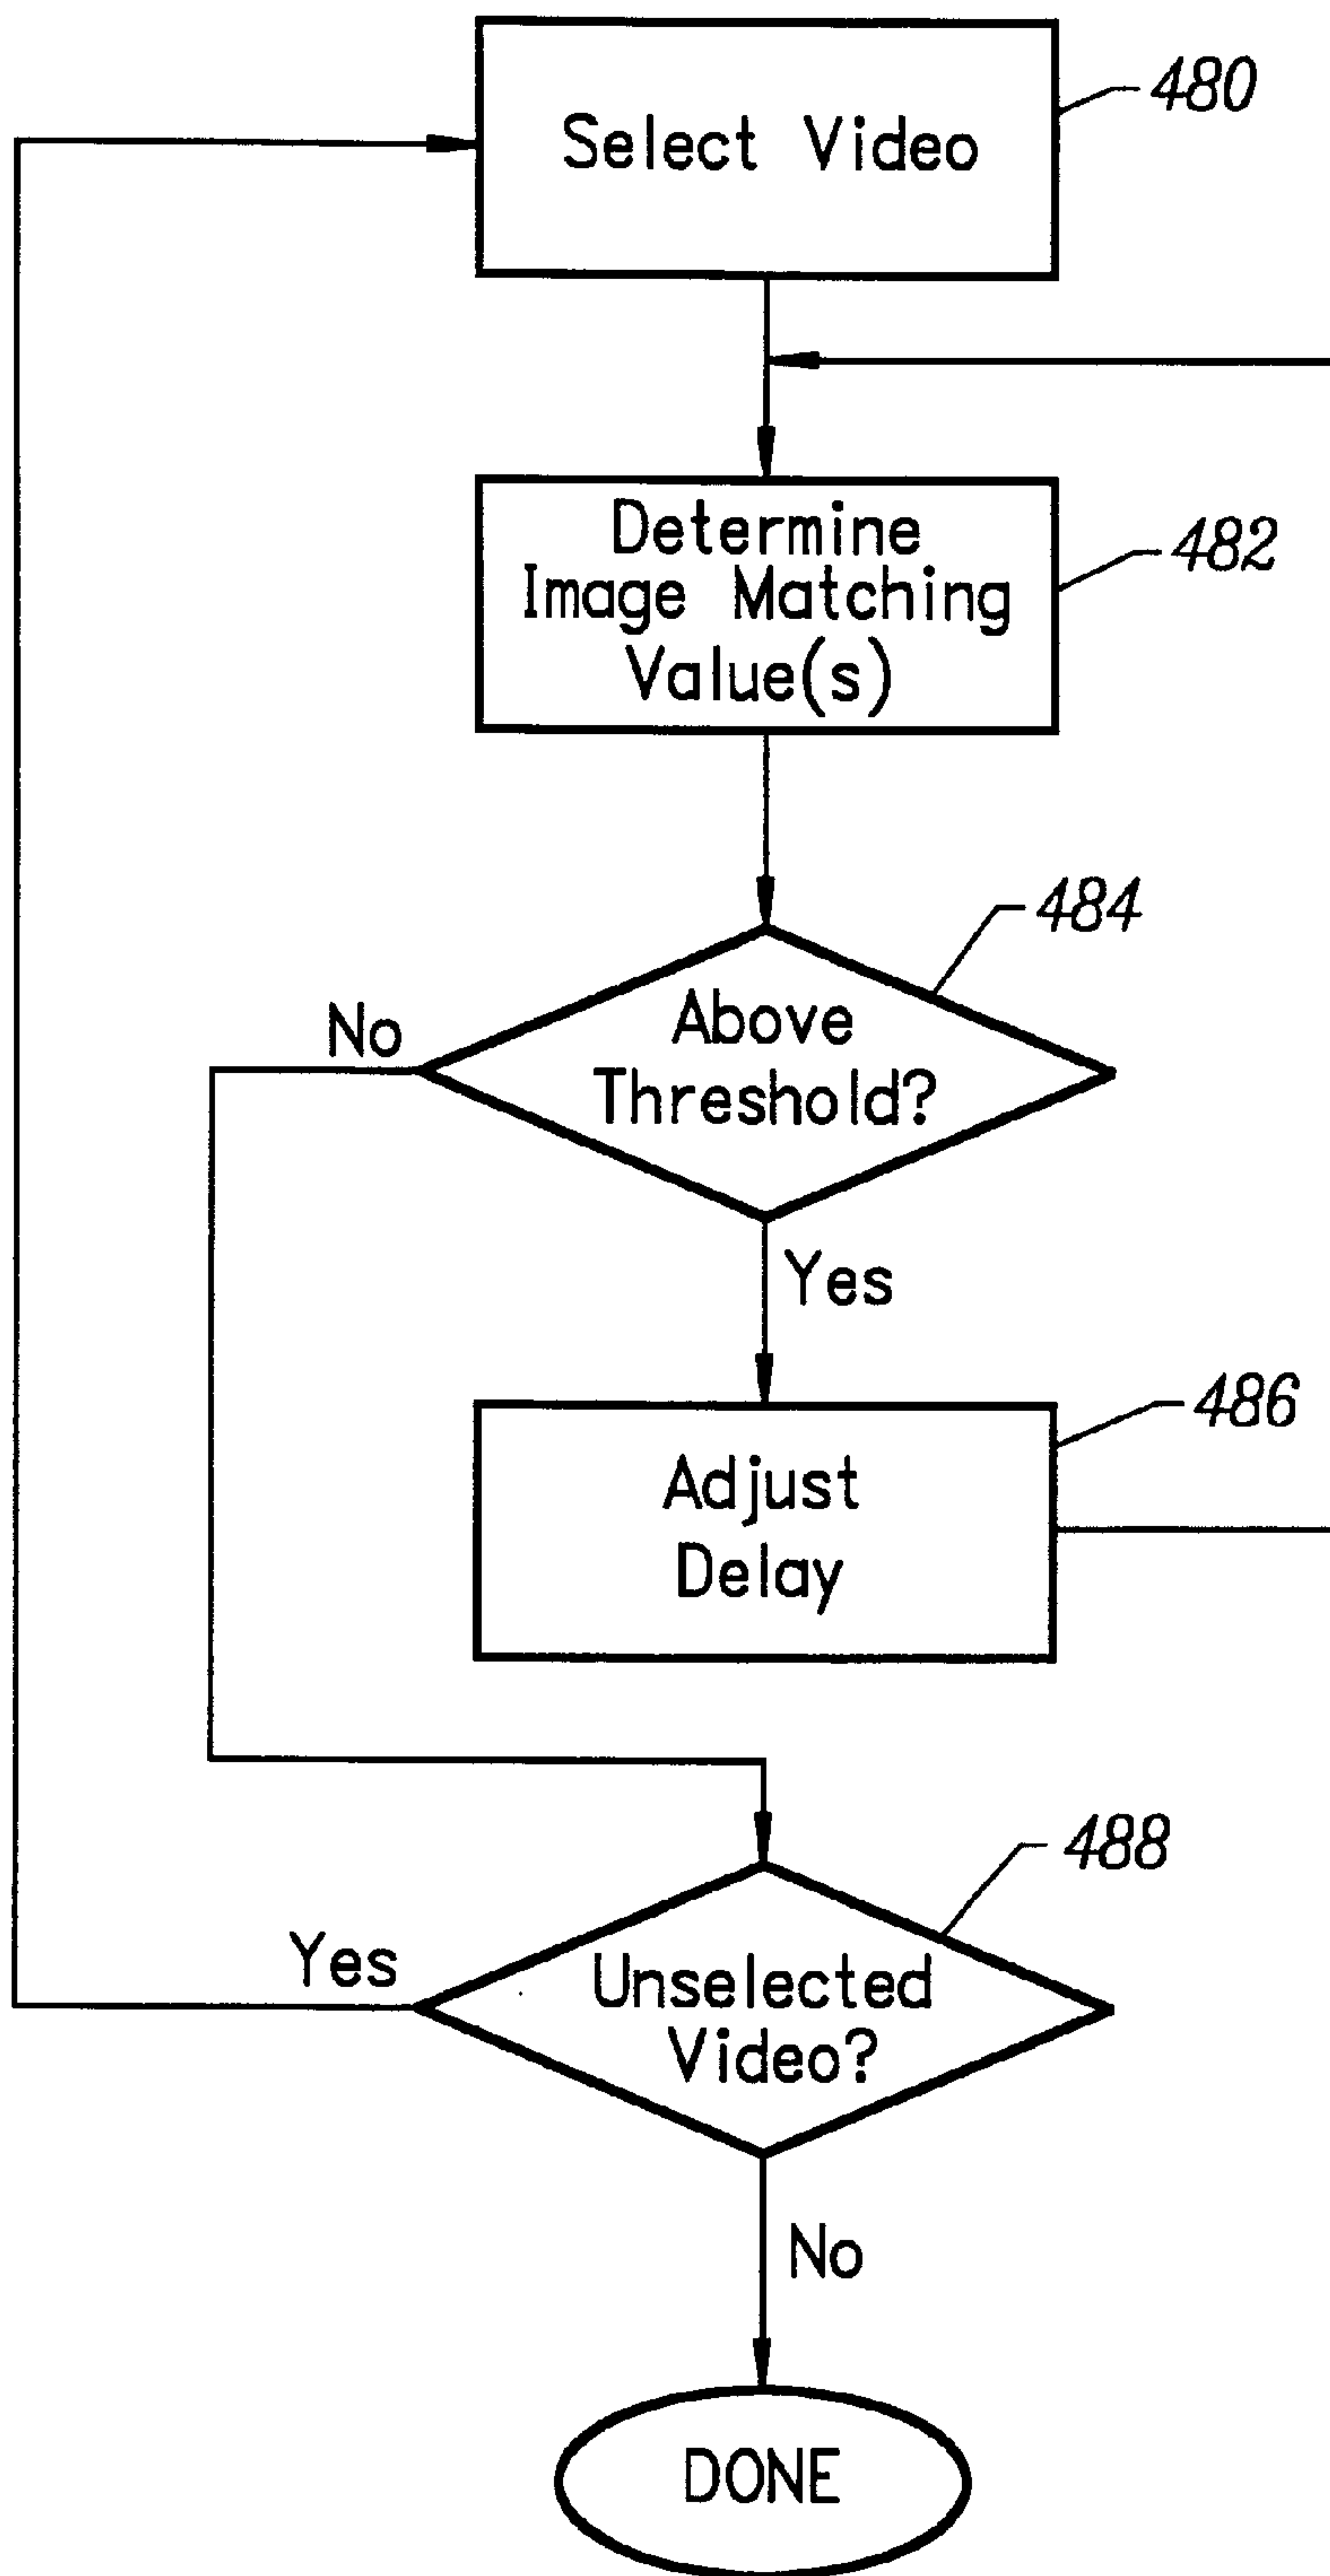 Select Video
480
Determine
Image Matching
Value(s)
482
484
Above
Threshold?
No
Yes
Adjust
Delay
486
488
Unselected
Video?
Yes
No
DONE